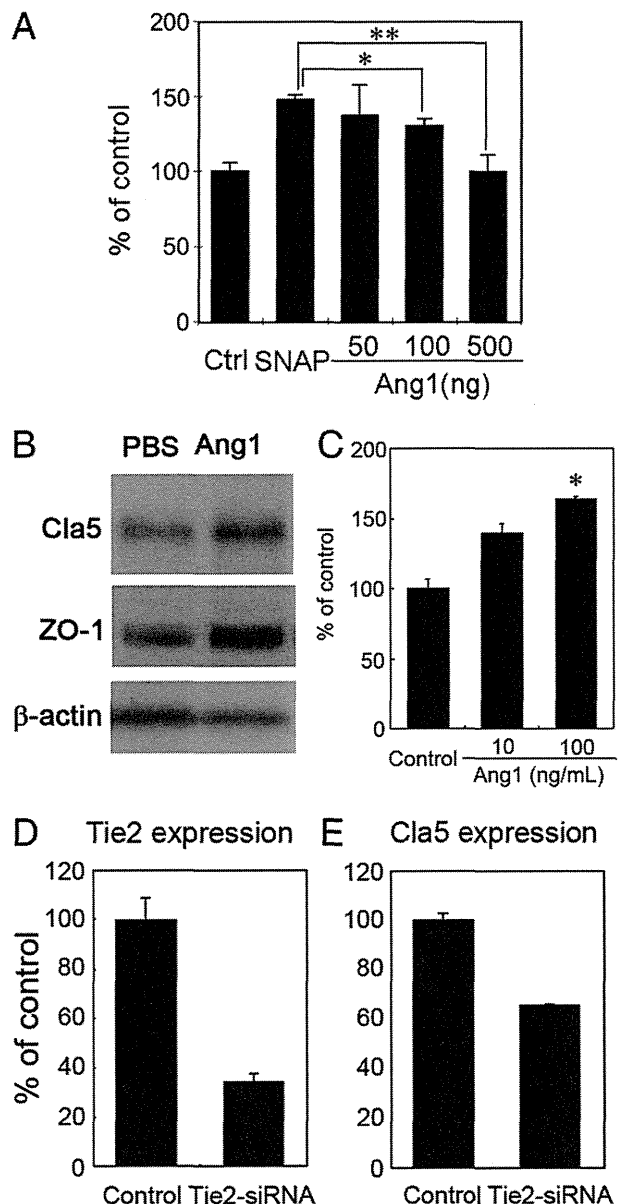 A
200
**
*
150
100
50
0
% of control
Ctrl SNAP 50 100 500
Ang1(ng)
B
PBS Ang1
Cla5
ZO-1
β-actin
C
200
*
150
100
50
0
% of control
Control 10 100
Ang1 (ng/mL)
D Tie2 expression
120
100
80
60
40
20
0
% of control
Control Tie2-siRNA
E Cla5 expression
120
100
80
60
40
20
0
Control Tie2-siRNA